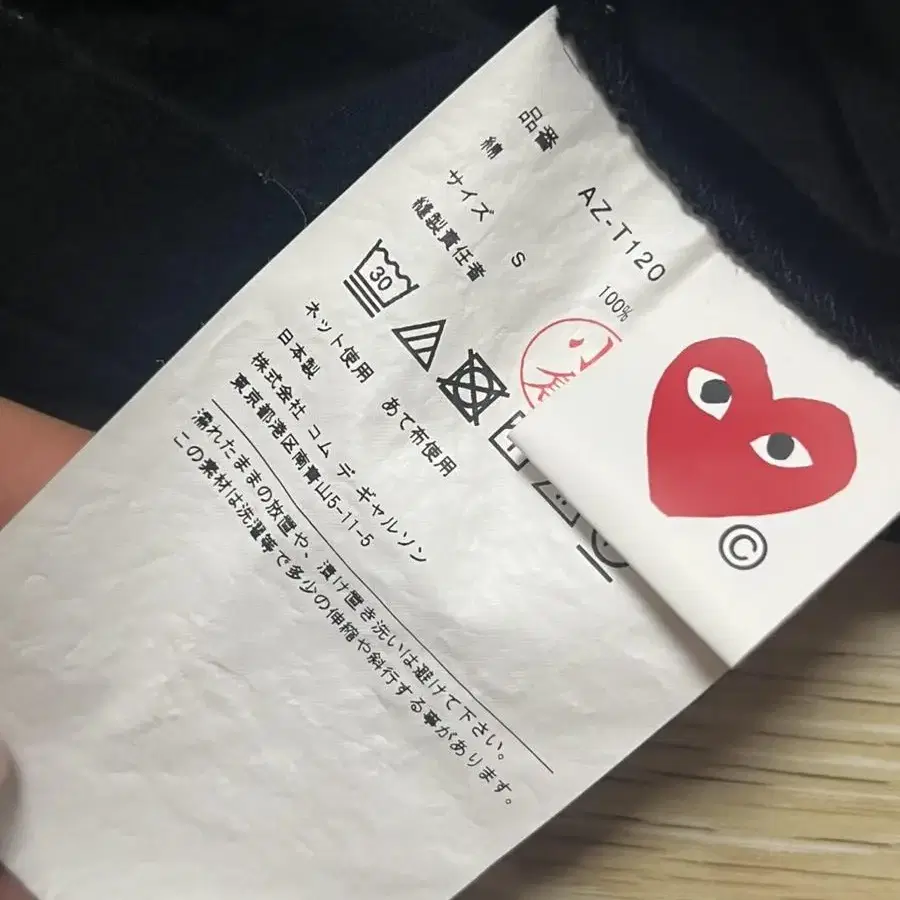 品番 AZ-T120
綿 100%
サイズ S
縫製責任者
30
ネット使用 あて布使用
日本製
株式会社 コム デ ギャルソン
東京都港区南青山5-11-5
濡れたままの放置や、漬け置き洗いは避けて下さい。
この素材は洗濯等で多少の伸縮や斜行する事があります。
©